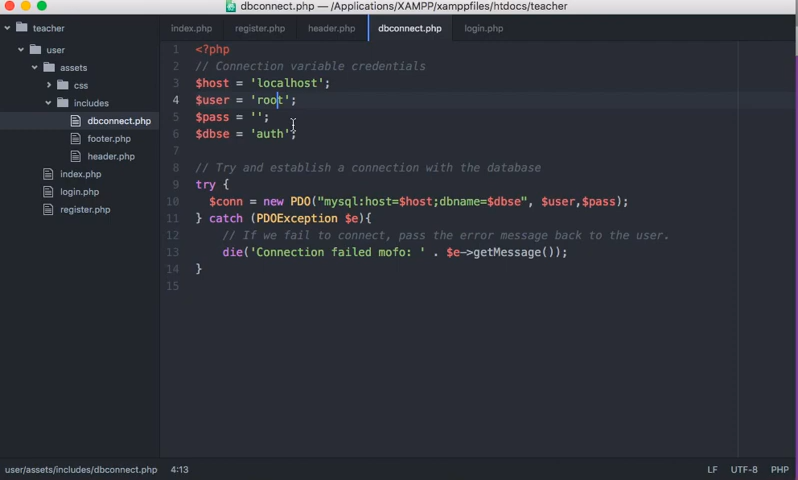 dbconnect.php — /Applications/XAMPP/xamppfiles/htdocs/teacher
teacher
user
assets
css
includes
dbconnect.php
footer.php
header.php
index.php
login.php
register.php
index.php register.php header.php dbconnect.php login.php
1 <?php
2 // Connection variable credentials
3 $host = 'localhost';
4 $user = 'root';
5 $pass = '';
6 $dbse = 'auth';
7
8 // Try and establish a connection with the database
9 try {
10 $conn = new PDO("mysql:host=$host;dbname=$dbse", $user,$pass);
11 } catch (PDOException $e){
12 // If we fail to connect, pass the error message back to the user.
13 die('Connection failed mofo: ' . $e->getMessage());
14 }
15
user/assets/includes/dbconnect.php 4:13 LF UTF-8 PHP